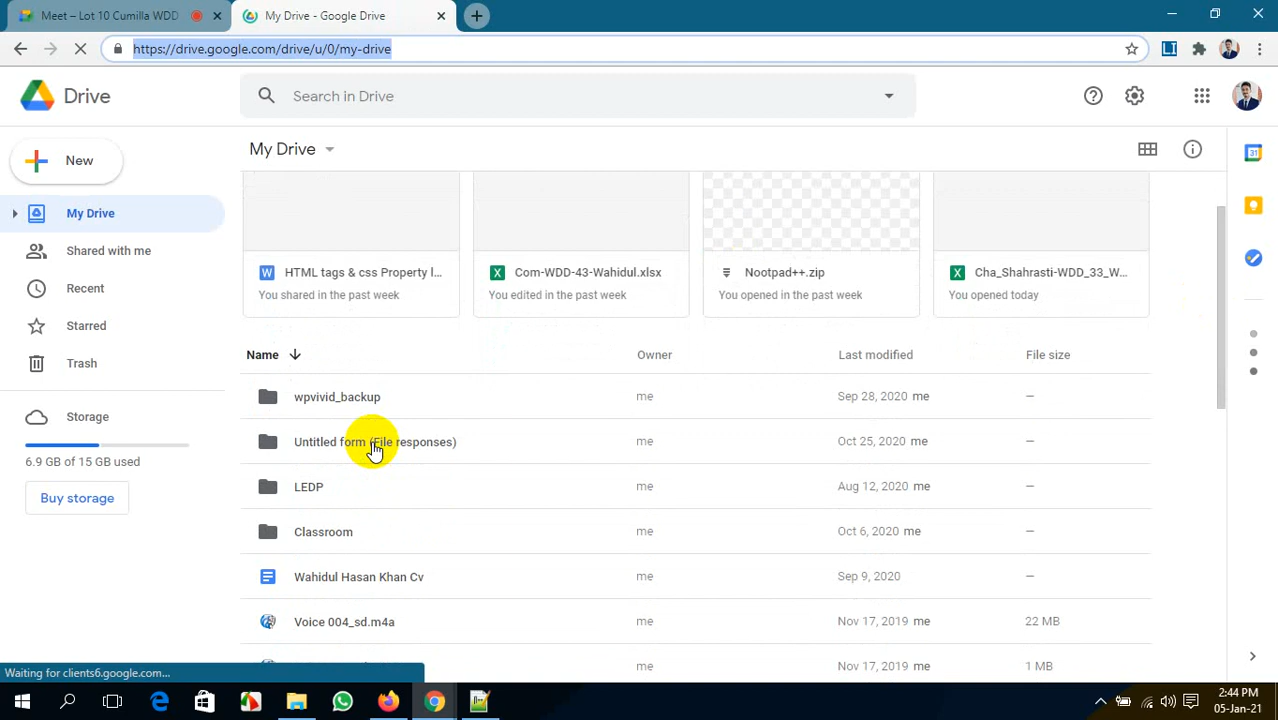 Meet – Lot 10 Cumilla WDD
My Drive - Google Drive
https://drive.google.com/drive/u/0/my-drive
LI
Drive
Search in Drive
New
My Drive
31
My Drive
Shared with me
Recent
Starred
Trash
Storage
6.9 GB of 15 GB used
Buy storage
W HTML tags & css Property l...
You shared in the past week
X Com-WDD-43-Wahidul.xlsx
You edited in the past week
Nootpad++.zip
You opened in the past week
X Cha_Shahrasti-WDD_33_W...
You opened today
Name Owner Last modified File size
wpvivid_backup me Sep 28, 2020 me –
Untitled form (File responses) me Oct 25, 2020 me –
LEDP me Aug 12, 2020 me –
Classroom me Oct 6, 2020 me –
Wahidul Hasan Khan Cv me Sep 9, 2020 –
Voice 004_sd.m4a me Nov 17, 2019 me 22 MB
me Nov 17, 2019 me 1 MB
Waiting for clients6.google.com...
2:44 PM
05-Jan-21